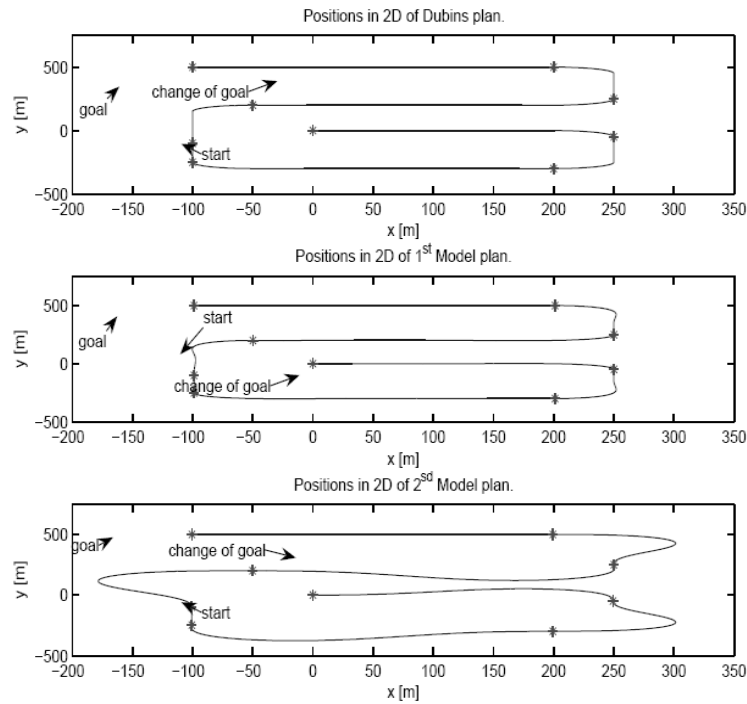 Positions in 2D of Dubins plan.
y [m]
500
0
−500
goal
change of goal
start
−200 −150 −100 −50 0 50 100 150 200 250 300 350
x [m]
Positions in 2D of 1st Model plan.
y [m]
500
0
−500
goal
start
change of goal
−200 −150 −100 −50 0 50 100 150 200 250 300 350
x [m]
Positions in 2D of 2sd Model plan.
y [m]
500
0
−500
goal
change of goal
start
−200 −150 −100 −50 0 50 100 150 200 250 300 350
x [m]